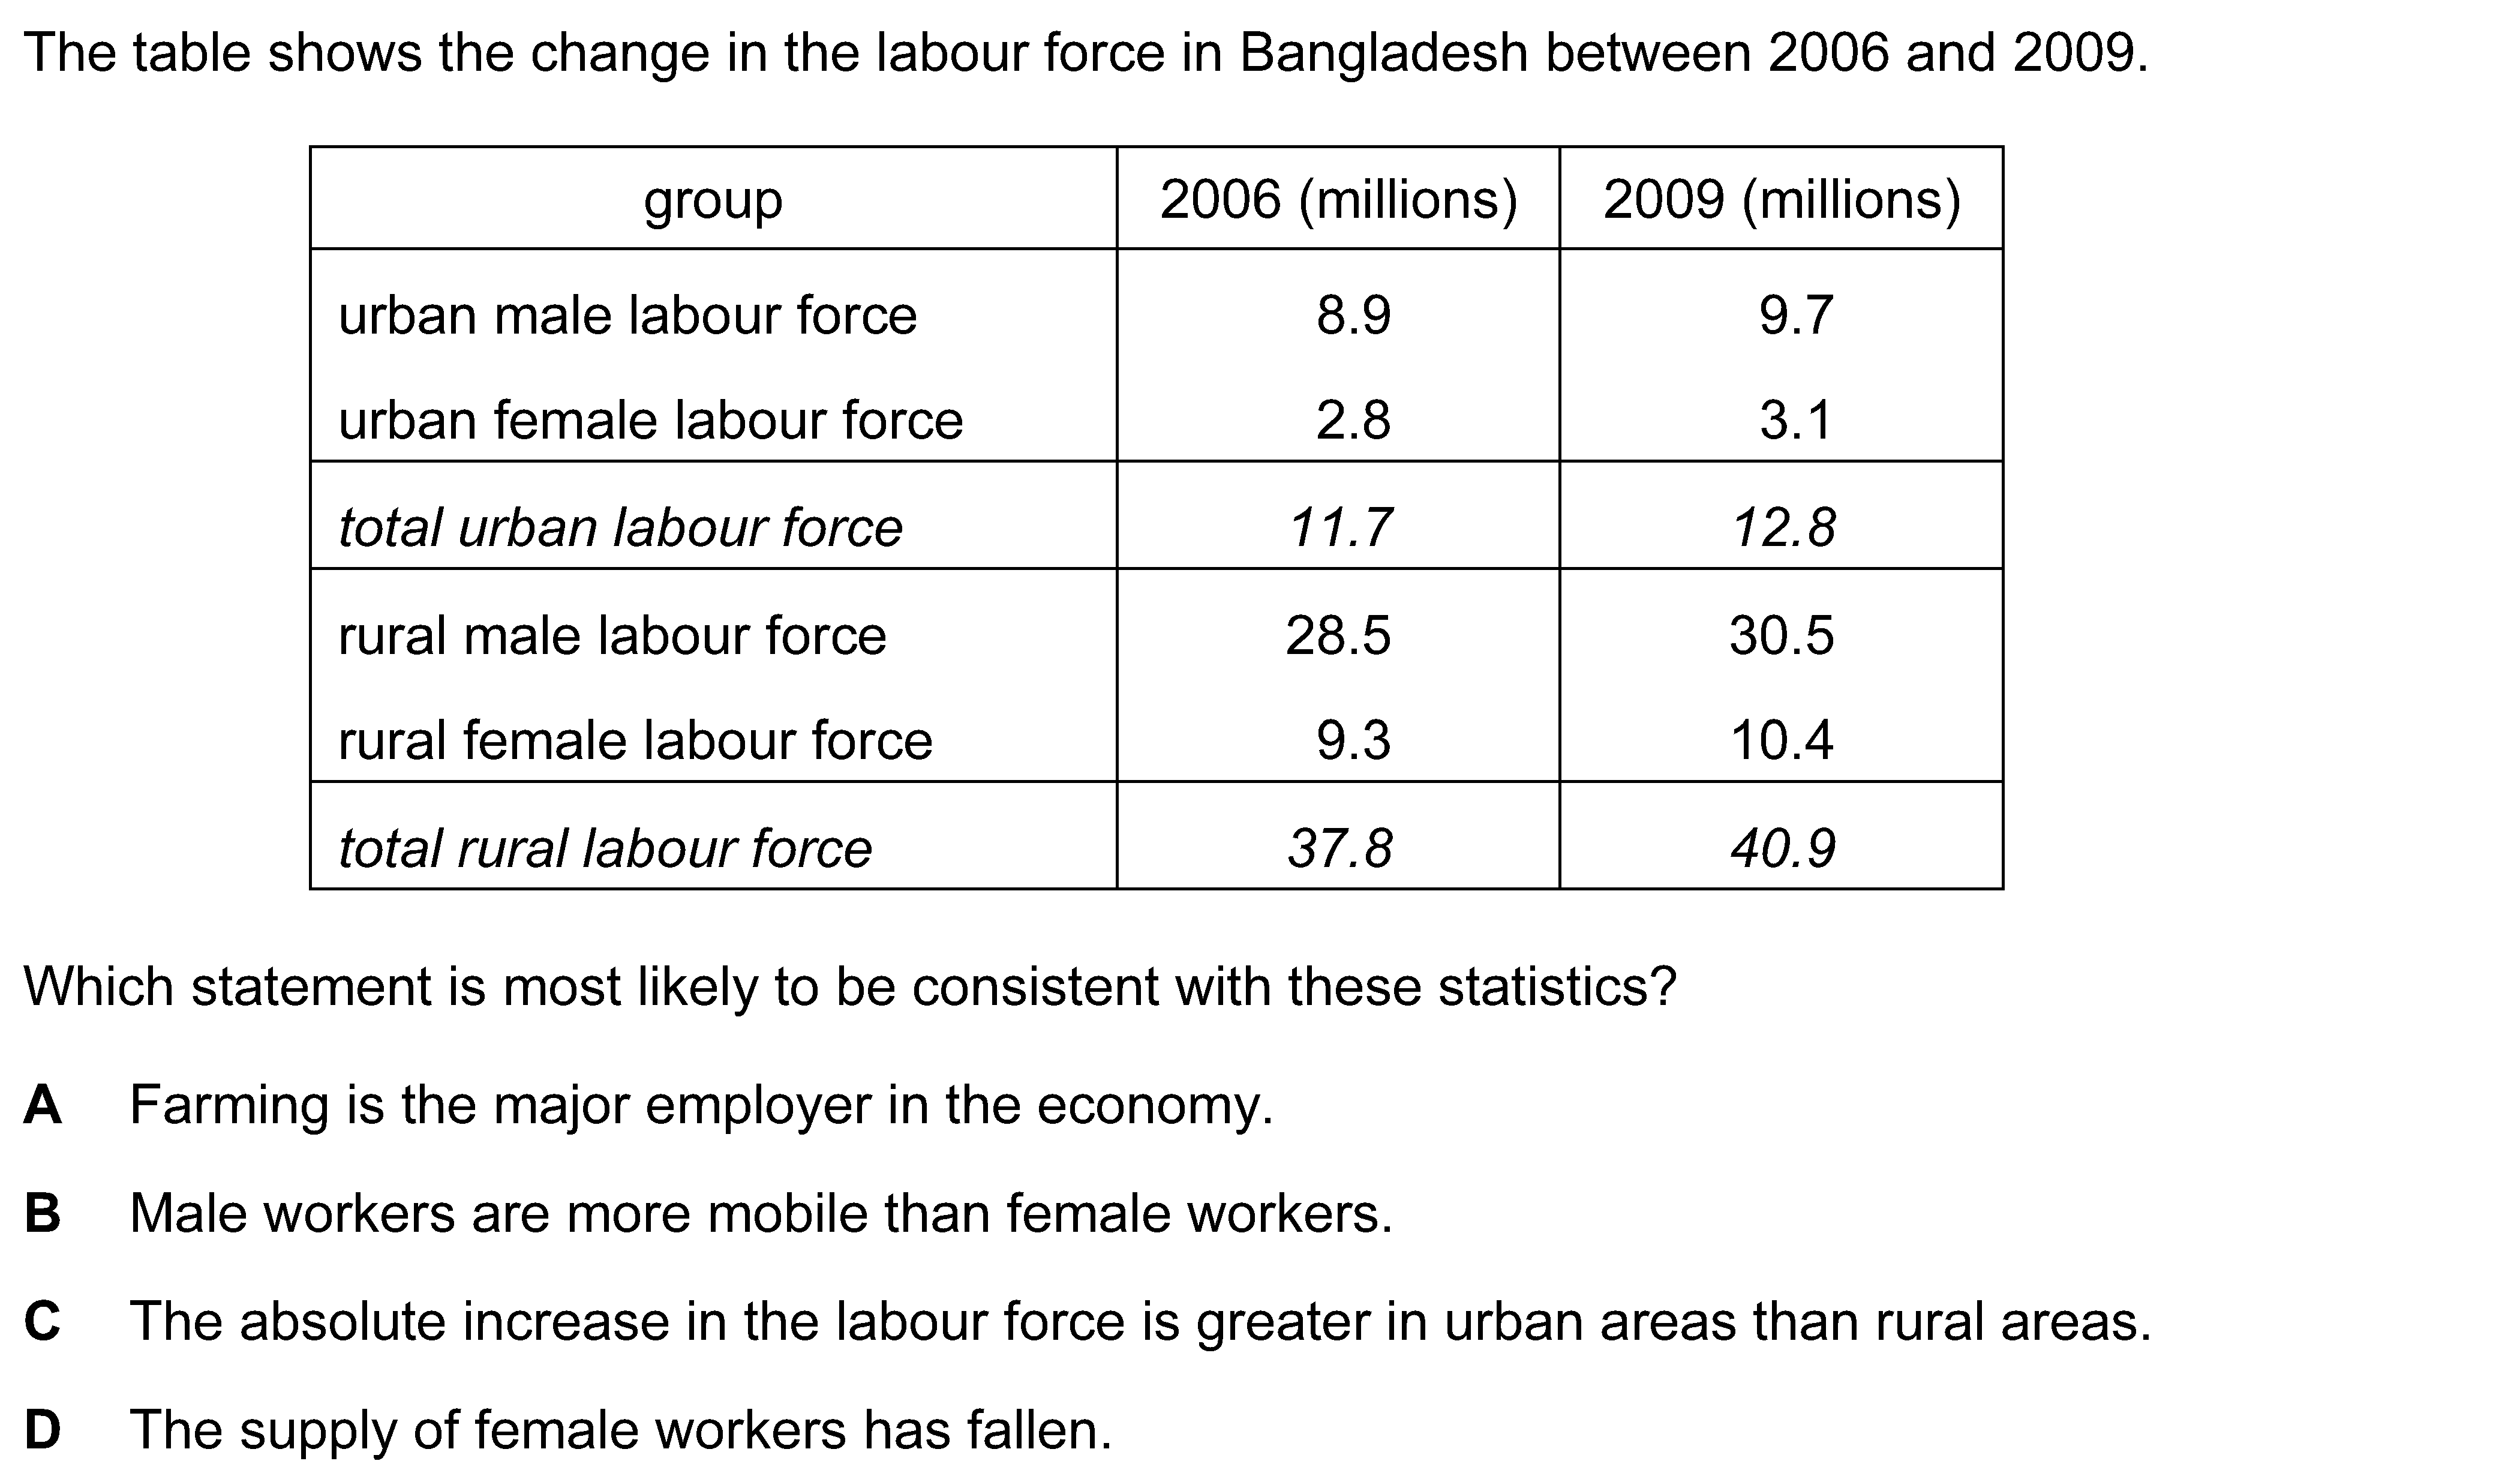 The table shows the change in the labour force in Bangladesh between 2006 and 2009.
group 2006 (millions) 2009 (millions)
urban male labour force 8.9 9.7
urban female labour force 2.8 3.1
total urban labour force 11.7 12.8
rural male labour force 28.5 30.5
rural female labour force 9.3 10.4
total rural labour force 37.8 40.9
Which statement is most likely to be consistent with these statistics?
A Farming is the major employer in the economy.
B Male workers are more mobile than female workers.
C The absolute increase in the labour force is greater in urban areas than rural areas.
D The supply of female workers has fallen.